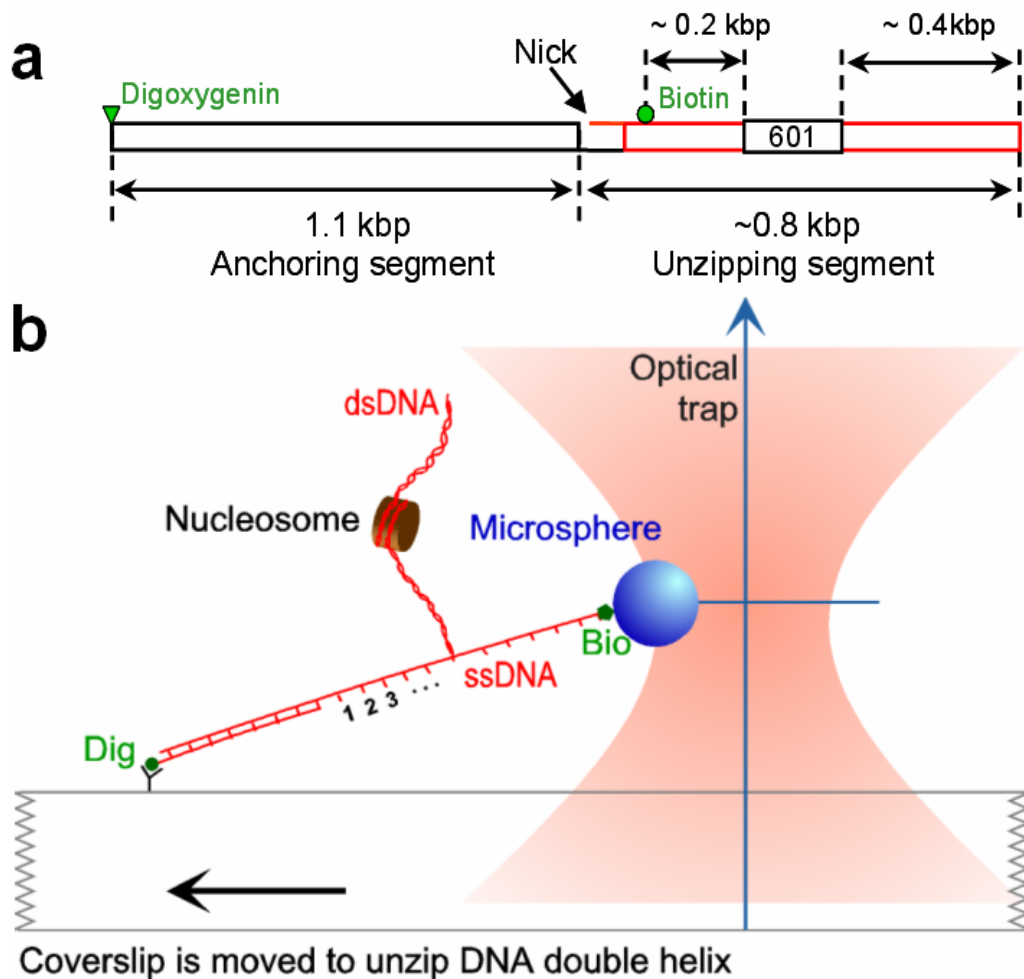 a
~ 0.2 kbp
~ 0.4kbp
Nick
Digoxygenin
Biotin
601
1.1 kbp
Anchoring segment
~0.8 kbp
Unzipping segment
b
Optical
trap
dsDNA
Nucleosome
Microsphere
Bio
ssDNA
1 2 3 ...
Dig
Coverslip is moved to unzip DNA double helix